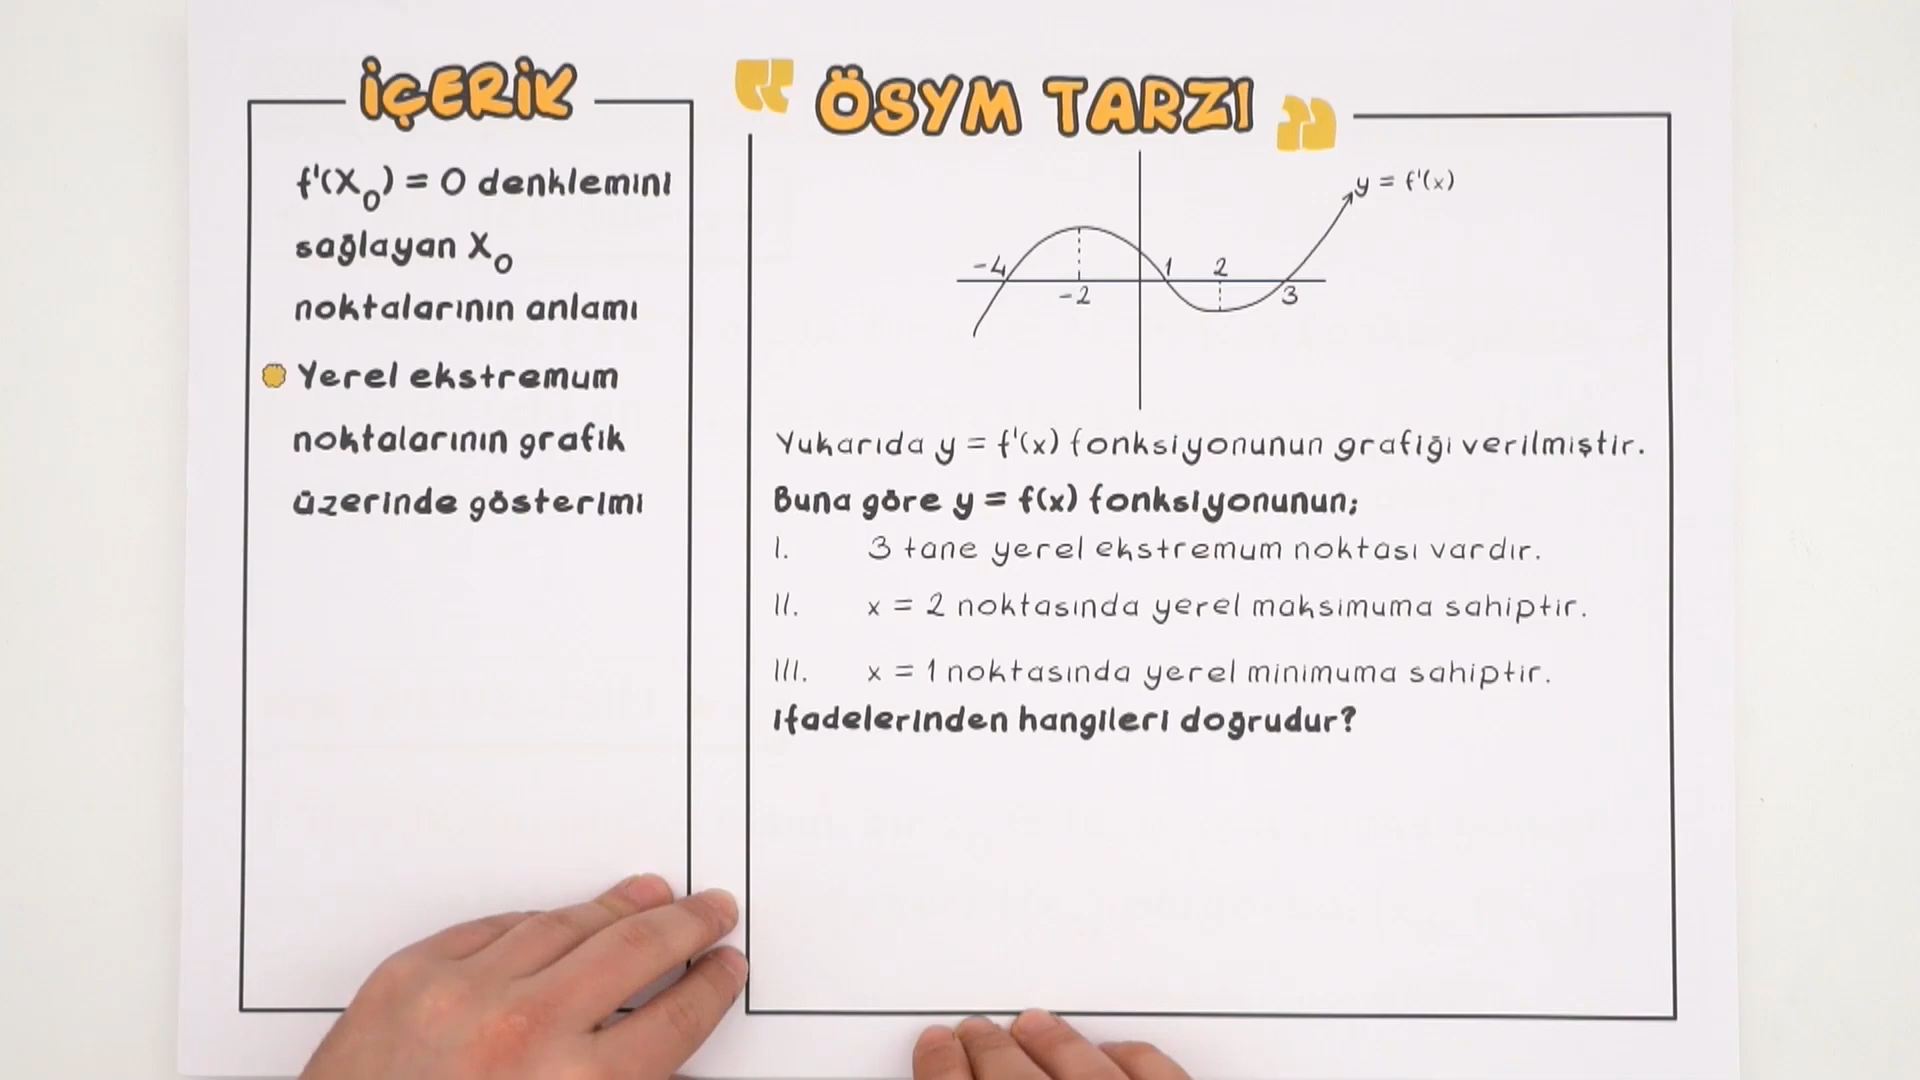 İÇERİK
f'(X₀) = 0 denklemini
sağlayan X₀
noktalarının anlamı
Yerel ekstremum
noktalarının grafik
üzerinde gösterimi
" ÖSYM TARZI "
y = f'(x)
-4 1 2
-2 3
Yukarıda y = f'(x) fonksiyonunun grafiği verilmiştir.
Buna göre y = f(x) fonksiyonunun;
I. 3 tane yerel ekstremum noktası vardır.
II. x = 2 noktasında yerel maksimuma sahiptir.
III. x = 1 noktasında yerel minimuma sahiptir.
ifadelerinden hangileri doğrudur?